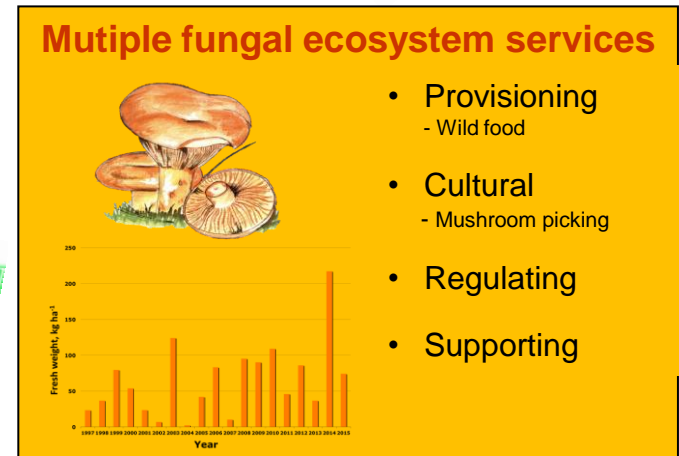 Mutiple fungal ecosystem services
• Provisioning
- Wild food
• Cultural
- Mushroom picking
• Regulating
• Supporting
250
200
150
100
50
0
Fresh weight, kg ha-1
1997 1998 1999 2000 2001 2002 2003 2004 2005 2006 2007 2008 2009 2010 2011 2012 2013 2014 2015
Year